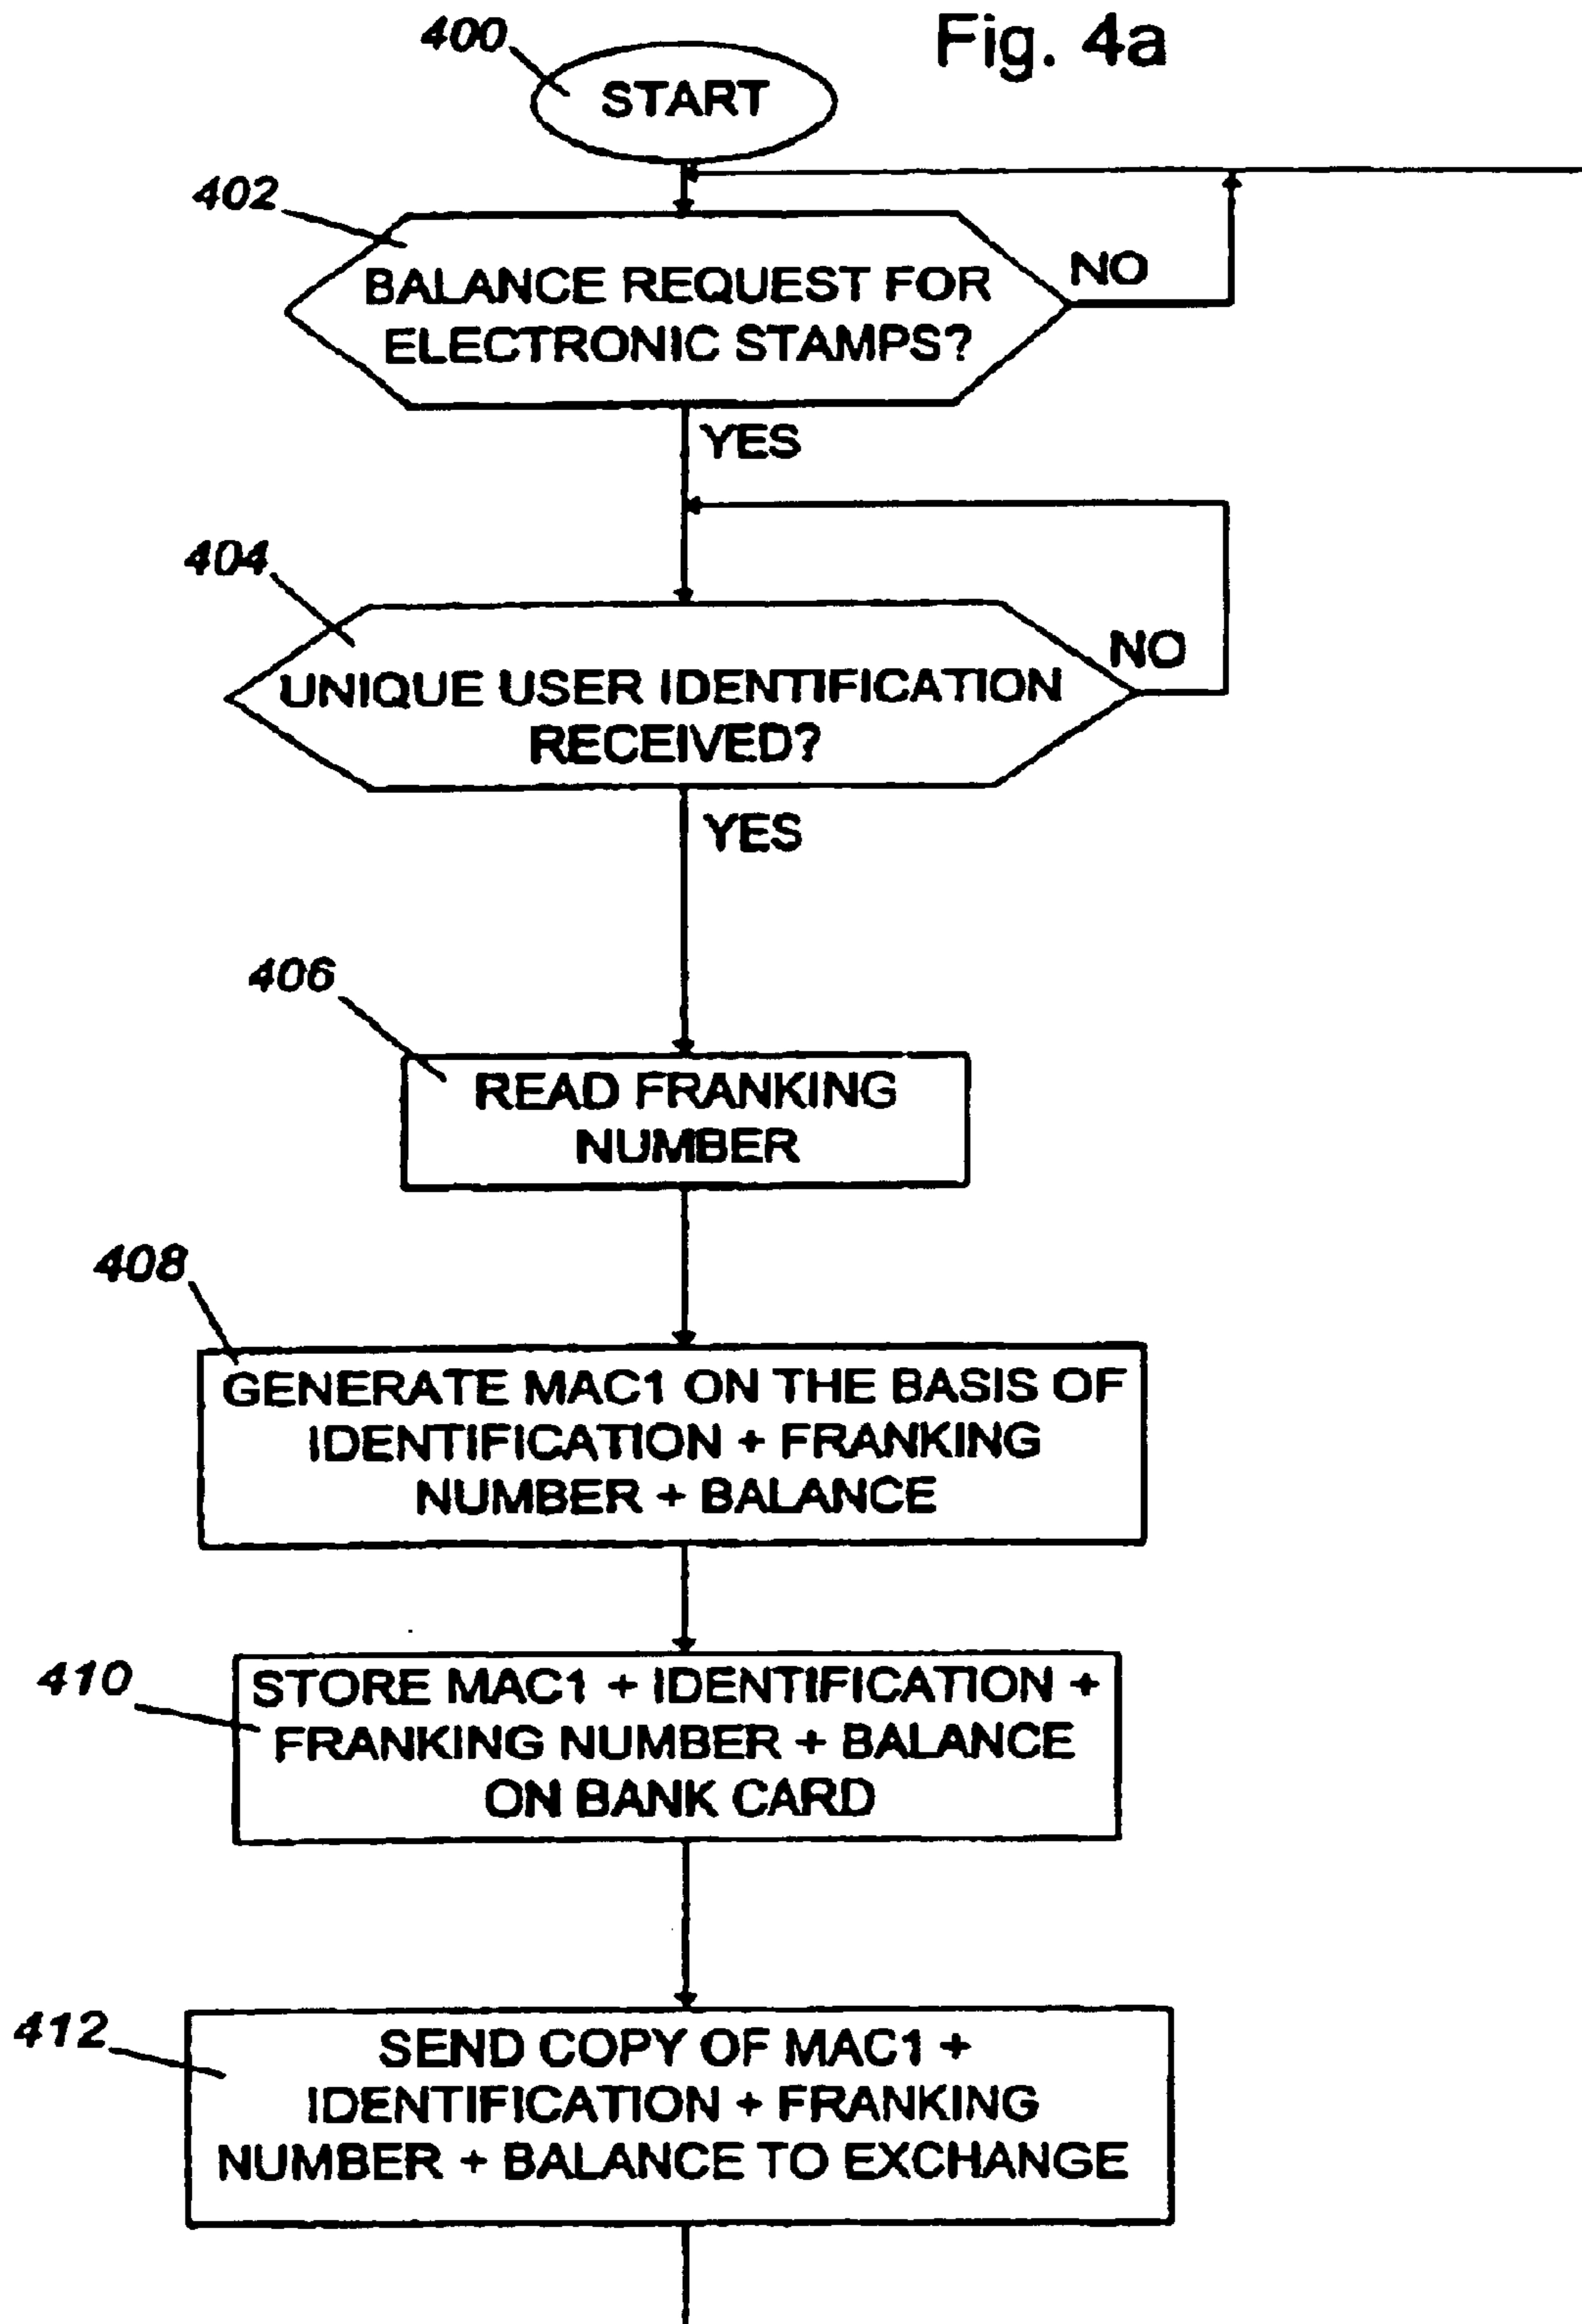 Fig. 4a
400
START
402
BALANCE REQUEST FOR
ELECTRONIC STAMPS?
NO
YES
404
UNIQUE USER IDENTIFICATION
RECEIVED?
NO
YES
406
READ FRANKING
NUMBER
408
GENERATE MAC1 ON THE BASIS OF
IDENTIFICATION + FRANKING
NUMBER + BALANCE
410
STORE MAC1 + IDENTIFICATION +
FRANKING NUMBER + BALANCE
ON BANK CARD
412
SEND COPY OF MAC1 +
IDENTIFICATION + FRANKING
NUMBER + BALANCE TO EXCHANGE